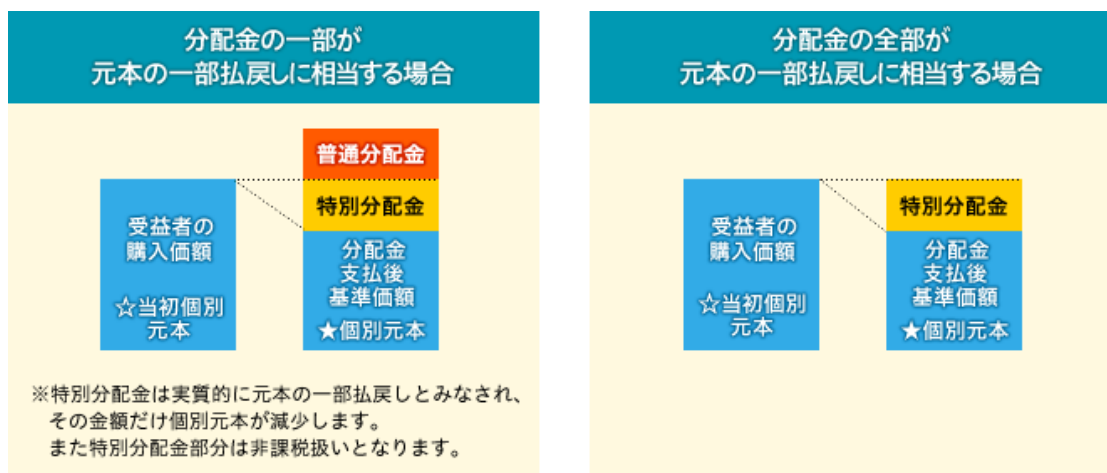 分配金の一部が
元本の一部払戻しに相当する場合
普通分配金
特別分配金
受益者の
購入価額
☆当初個別
元本
分配金
支払後
基準価額
★個別元本
※特別分配金は実質的に元本の一部払戻しとみなされ、
その金額だけ個別元本が減少します。
また特別分配金部分は非課税扱いとなります。
分配金の全部が
元本の一部払戻しに相当する場合
特別分配金
受益者の
購入価額
☆当初個別
元本
分配金
支払後
基準価額
★個別元本